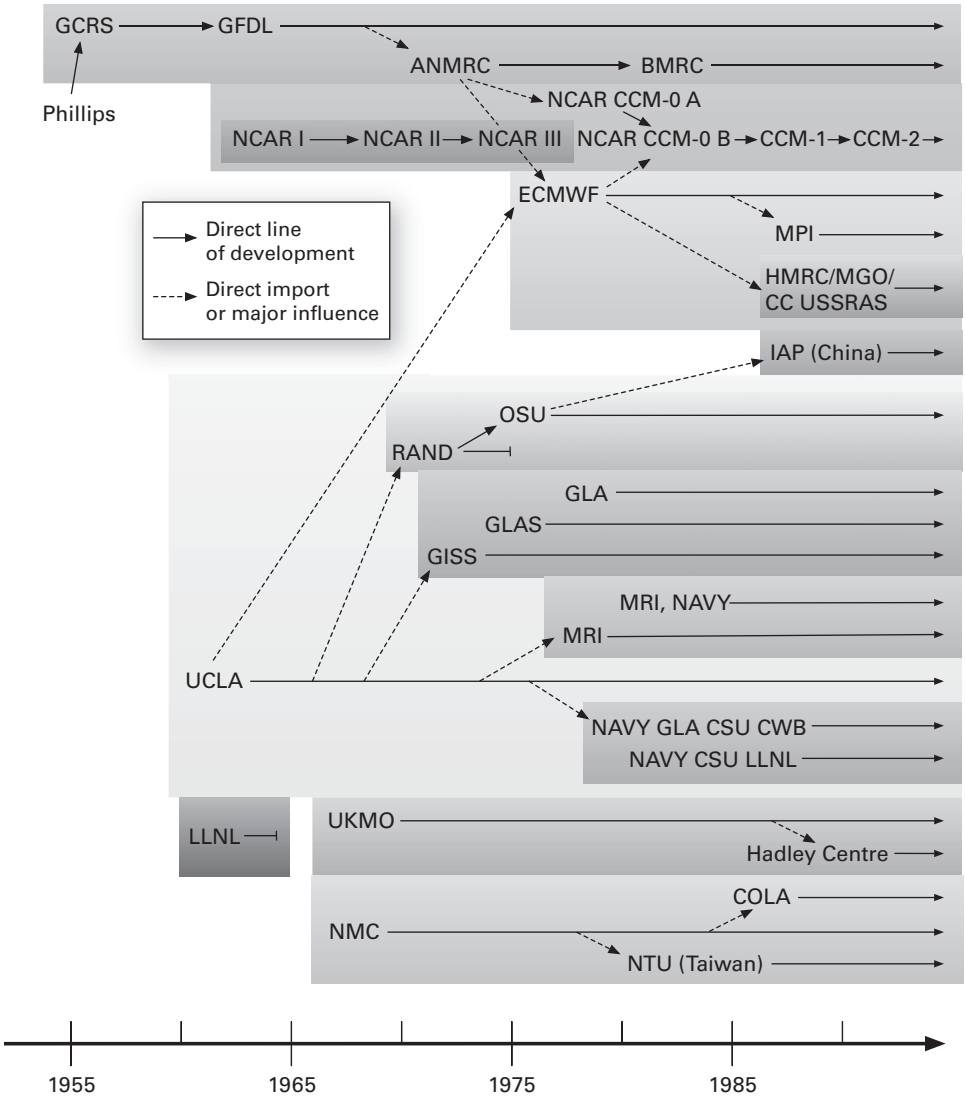 GCRS GFDL
ANMRC BMRC
Phillips
NCAR CCM-0 A
NCAR I NCAR II NCAR III NCAR CCM-0 B CCM-1 CCM-2
ECMWF
MPI
Direct line
of development
Direct import
or major influence
HMRC/MGO/
CC USSRAS
IAP (China)
OSU
RAND
GLA
GLAS
GISS
MRI, NAVY
MRI
UCLA
NAVY GLA CSU CWB
NAVY CSU LLNL
LLNL
UKMO
Hadley Centre
COLA
NMC
NTU (Taiwan)
1955 1965 1975 1985